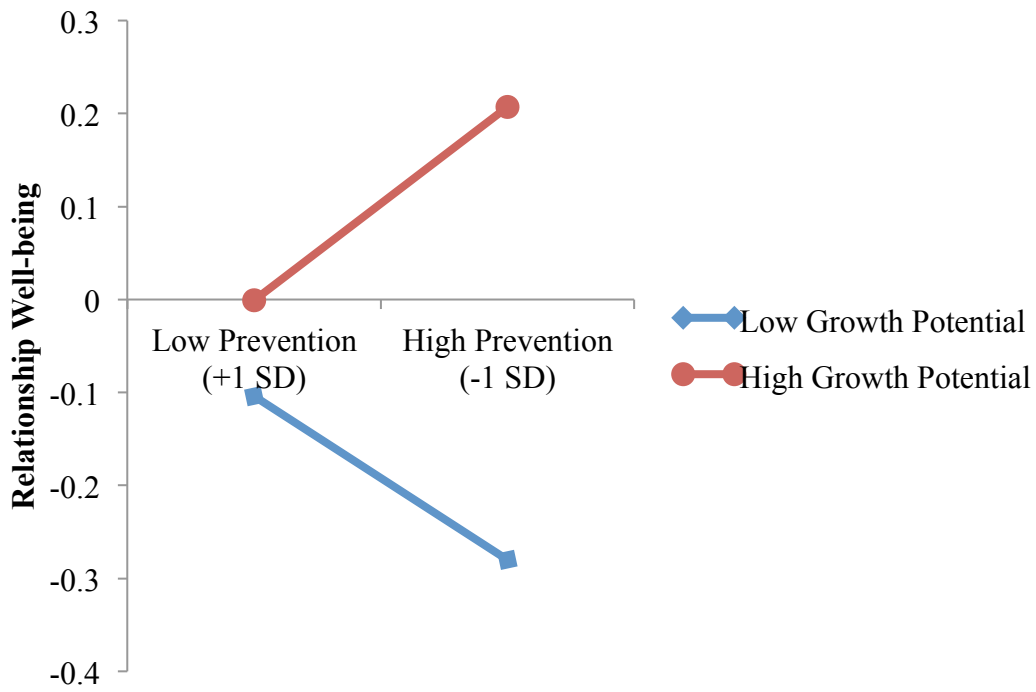 0.3
0.2
0.1
0
-0.1
-0.2
-0.3
-0.4
Relationship Well-being
Low Prevention
(+1 SD)
High Prevention
(-1 SD)
Low Growth Potential
High Growth Potential